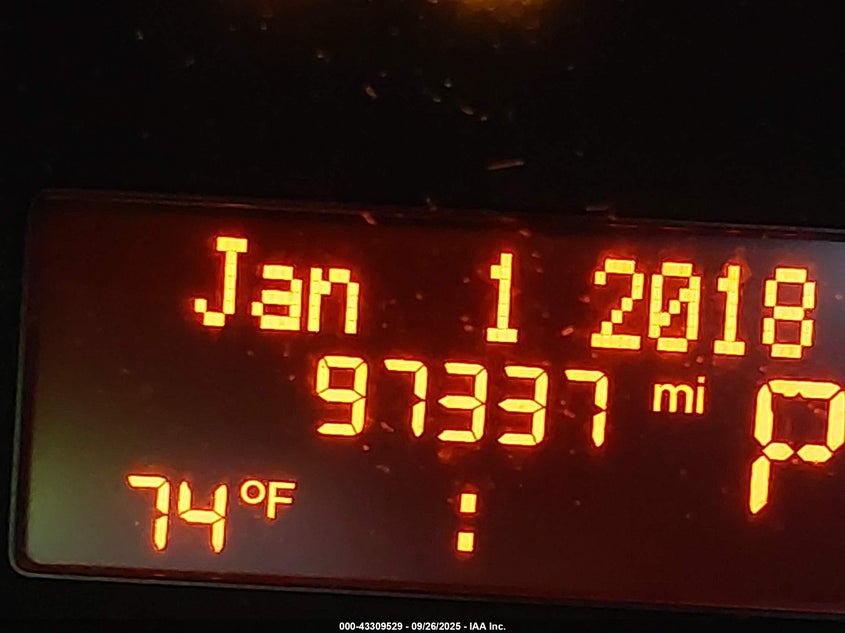 Jan 1 2018
97337 mi
P
74 °F :
000-43309529 - 09/26/2025 - IAA Inc.